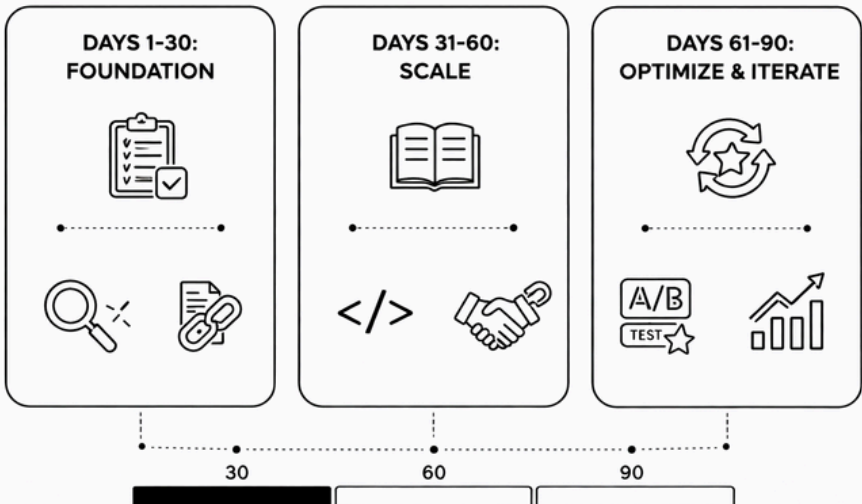 DAYS 1-30:
FOUNDATION
DAYS 31-60:
SCALE
</>
DAYS 61-90:
OPTIMIZE & ITERATE
A/B
TEST
30
60
90